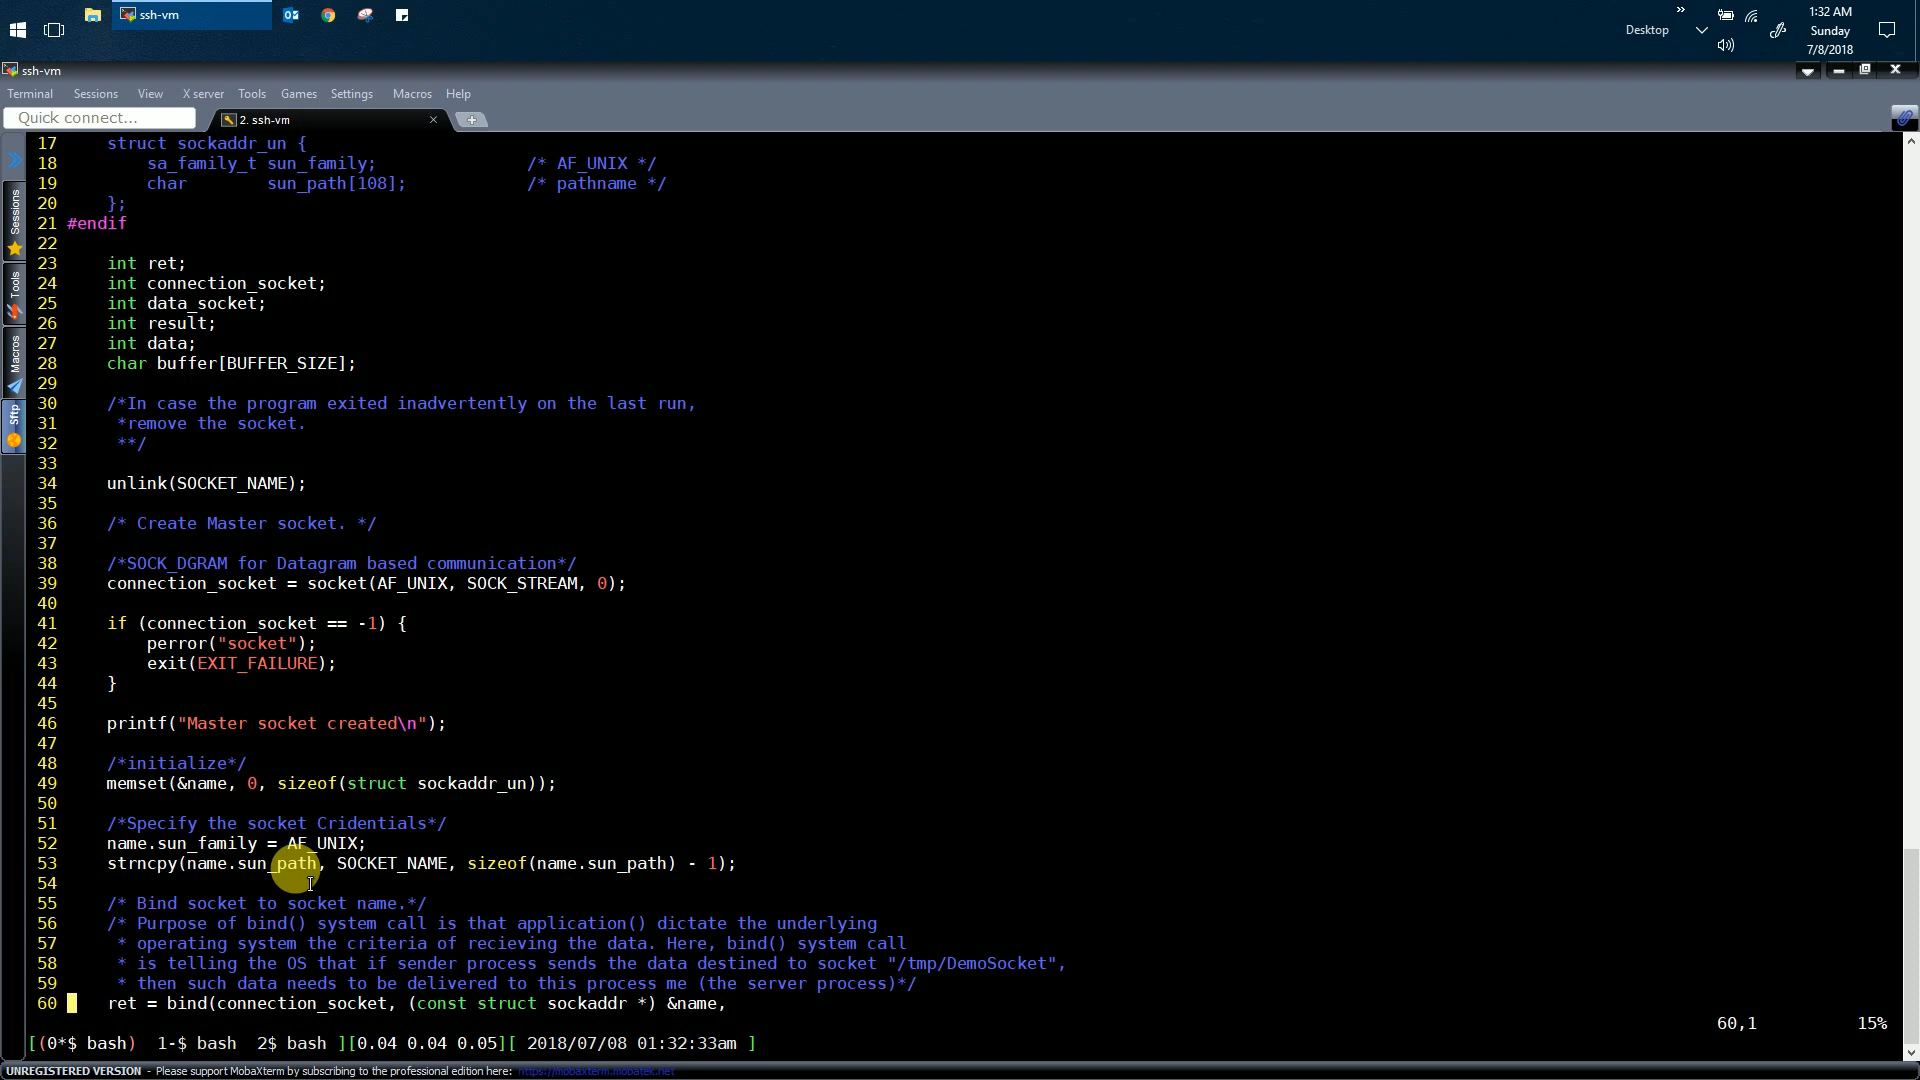 ssh-vm
Desktop
»
1:32 AM
Sunday
7/8/2018
ssh-vm
Terminal Sessions View X server Tools Games Settings Macros Help
Quick connect...
2. ssh-vm
Sessions
Tools
Macros
Sftp
17 struct sockaddr_un {
18 sa_family_t sun_family; /* AF_UNIX */
19 char sun_path[108]; /* pathname */
20 };
21 #endif
22
23 int ret;
24 int connection_socket;
25 int data_socket;
26 int result;
27 int data;
28 char buffer[BUFFER_SIZE];
29
30 /*In case the program exited inadvertently on the last run,
31 *remove the socket.
32 **/
33
34 unlink(SOCKET_NAME);
35
36 /* Create Master socket. */
37
38 /*SOCK_DGRAM for Datagram based communication*/
39 connection_socket = socket(AF_UNIX, SOCK_STREAM, 0);
40
41 if (connection_socket == -1) {
42 perror("socket");
43 exit(EXIT_FAILURE);
44 }
45
46 printf("Master socket created\n");
47
48 /*initialize*/
49 memset(&name, 0, sizeof(struct sockaddr_un));
50
51 /*Specify the socket Cridentials*/
52 name.sun_family = AF_UNIX;
53 strncpy(name.sun_path, SOCKET_NAME, sizeof(name.sun_path) - 1);
54
55 /* Bind socket to socket name.*/
56 /* Purpose of bind() system call is that application() dictate the underlying
57 * operating system the criteria of recieving the data. Here, bind() system call
58 * is telling the OS that if sender process sends the data destined to socket "/tmp/DemoSocket",
59 * then such data needs to be delivered to this process me (the server process)*/
60 ret = bind(connection_socket, (const struct sockaddr *) &name,
60,1 15%
[(0*$ bash) 1-$ bash 2$ bash ][0.04 0.04 0.05][ 2018/07/08 01:32:33am ]
UNREGISTERED VERSION - Please support MobaXterm by subscribing to the professional edition here: https://mobaxterm.mobatek.net